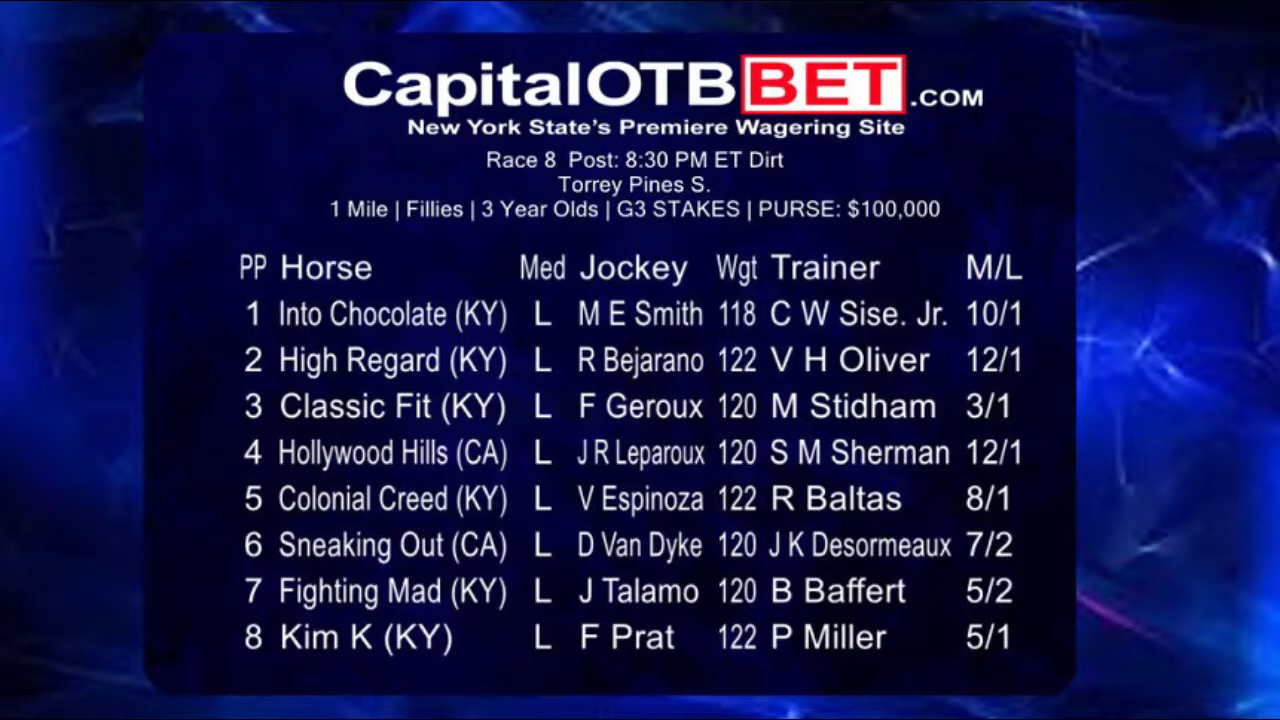 CapitalOTBBET.COM
New York State's Premiere Wagering Site
Race 8 Post: 8:30 PM ET Dirt
Torrey Pines S.
1 Mile | Fillies | 3 Year Olds | G3 STAKES | PURSE: $100,000
PP Horse Med Jockey Wgt Trainer M/L
1 Into Chocolate (KY) L M E Smith 118 C W Sise. Jr. 10/1
2 High Regard (KY) L R Bejarano 122 V H Oliver 12/1
3 Classic Fit (KY) L F Geroux 120 M Stidham 3/1
4 Hollywood Hills (CA) L J R Leparoux 120 S M Sherman 12/1
5 Colonial Creed (KY) L V Espinoza 122 R Baltas 8/1
6 Sneaking Out (CA) L D Van Dyke 120 J K Desormeaux 7/2
7 Fighting Mad (KY) L J Talamo 120 B Baffert 5/2
8 Kim K (KY) L F Prat 122 P Miller 5/1